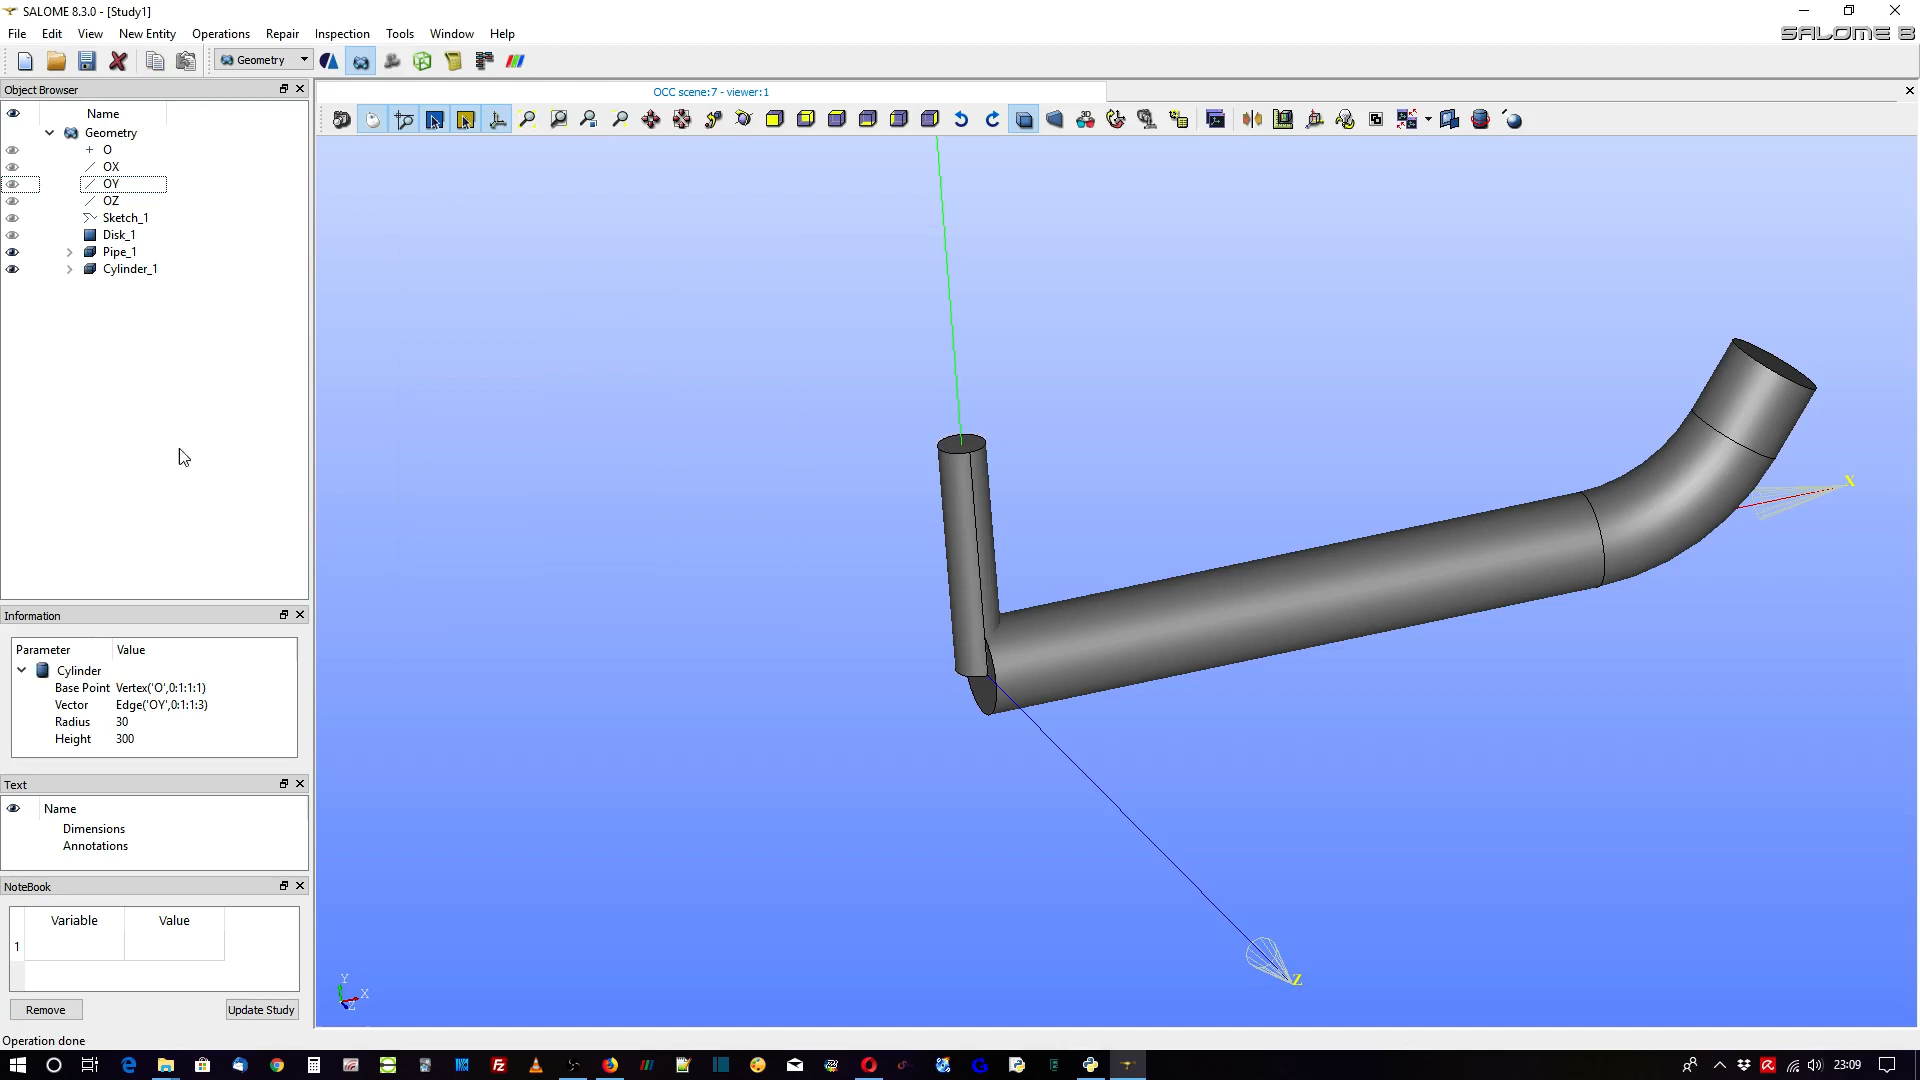 SALOME 8.3.0 - [Study1]
File Edit View New Entity Operations Repair Inspection Tools Window Help
SALOME 8
Geometry
Object Browser
OCC scene:7 - viewer:1
Name
Geometry
O
OX
OY
OZ
Sketch_1
Disk_1
Pipe_1
Cylinder_1
X
Information
Parameter Value
Cylinder
Base Point Vertex('O',0:1:1:1)
Vector Edge('OY',0:1:1:3)
Radius 30
Height 300
Text
Name
Dimensions
Annotations
NoteBook
Variable Value
1
Z
Y
X
Z
Remove Update Study
Operation done
23:09